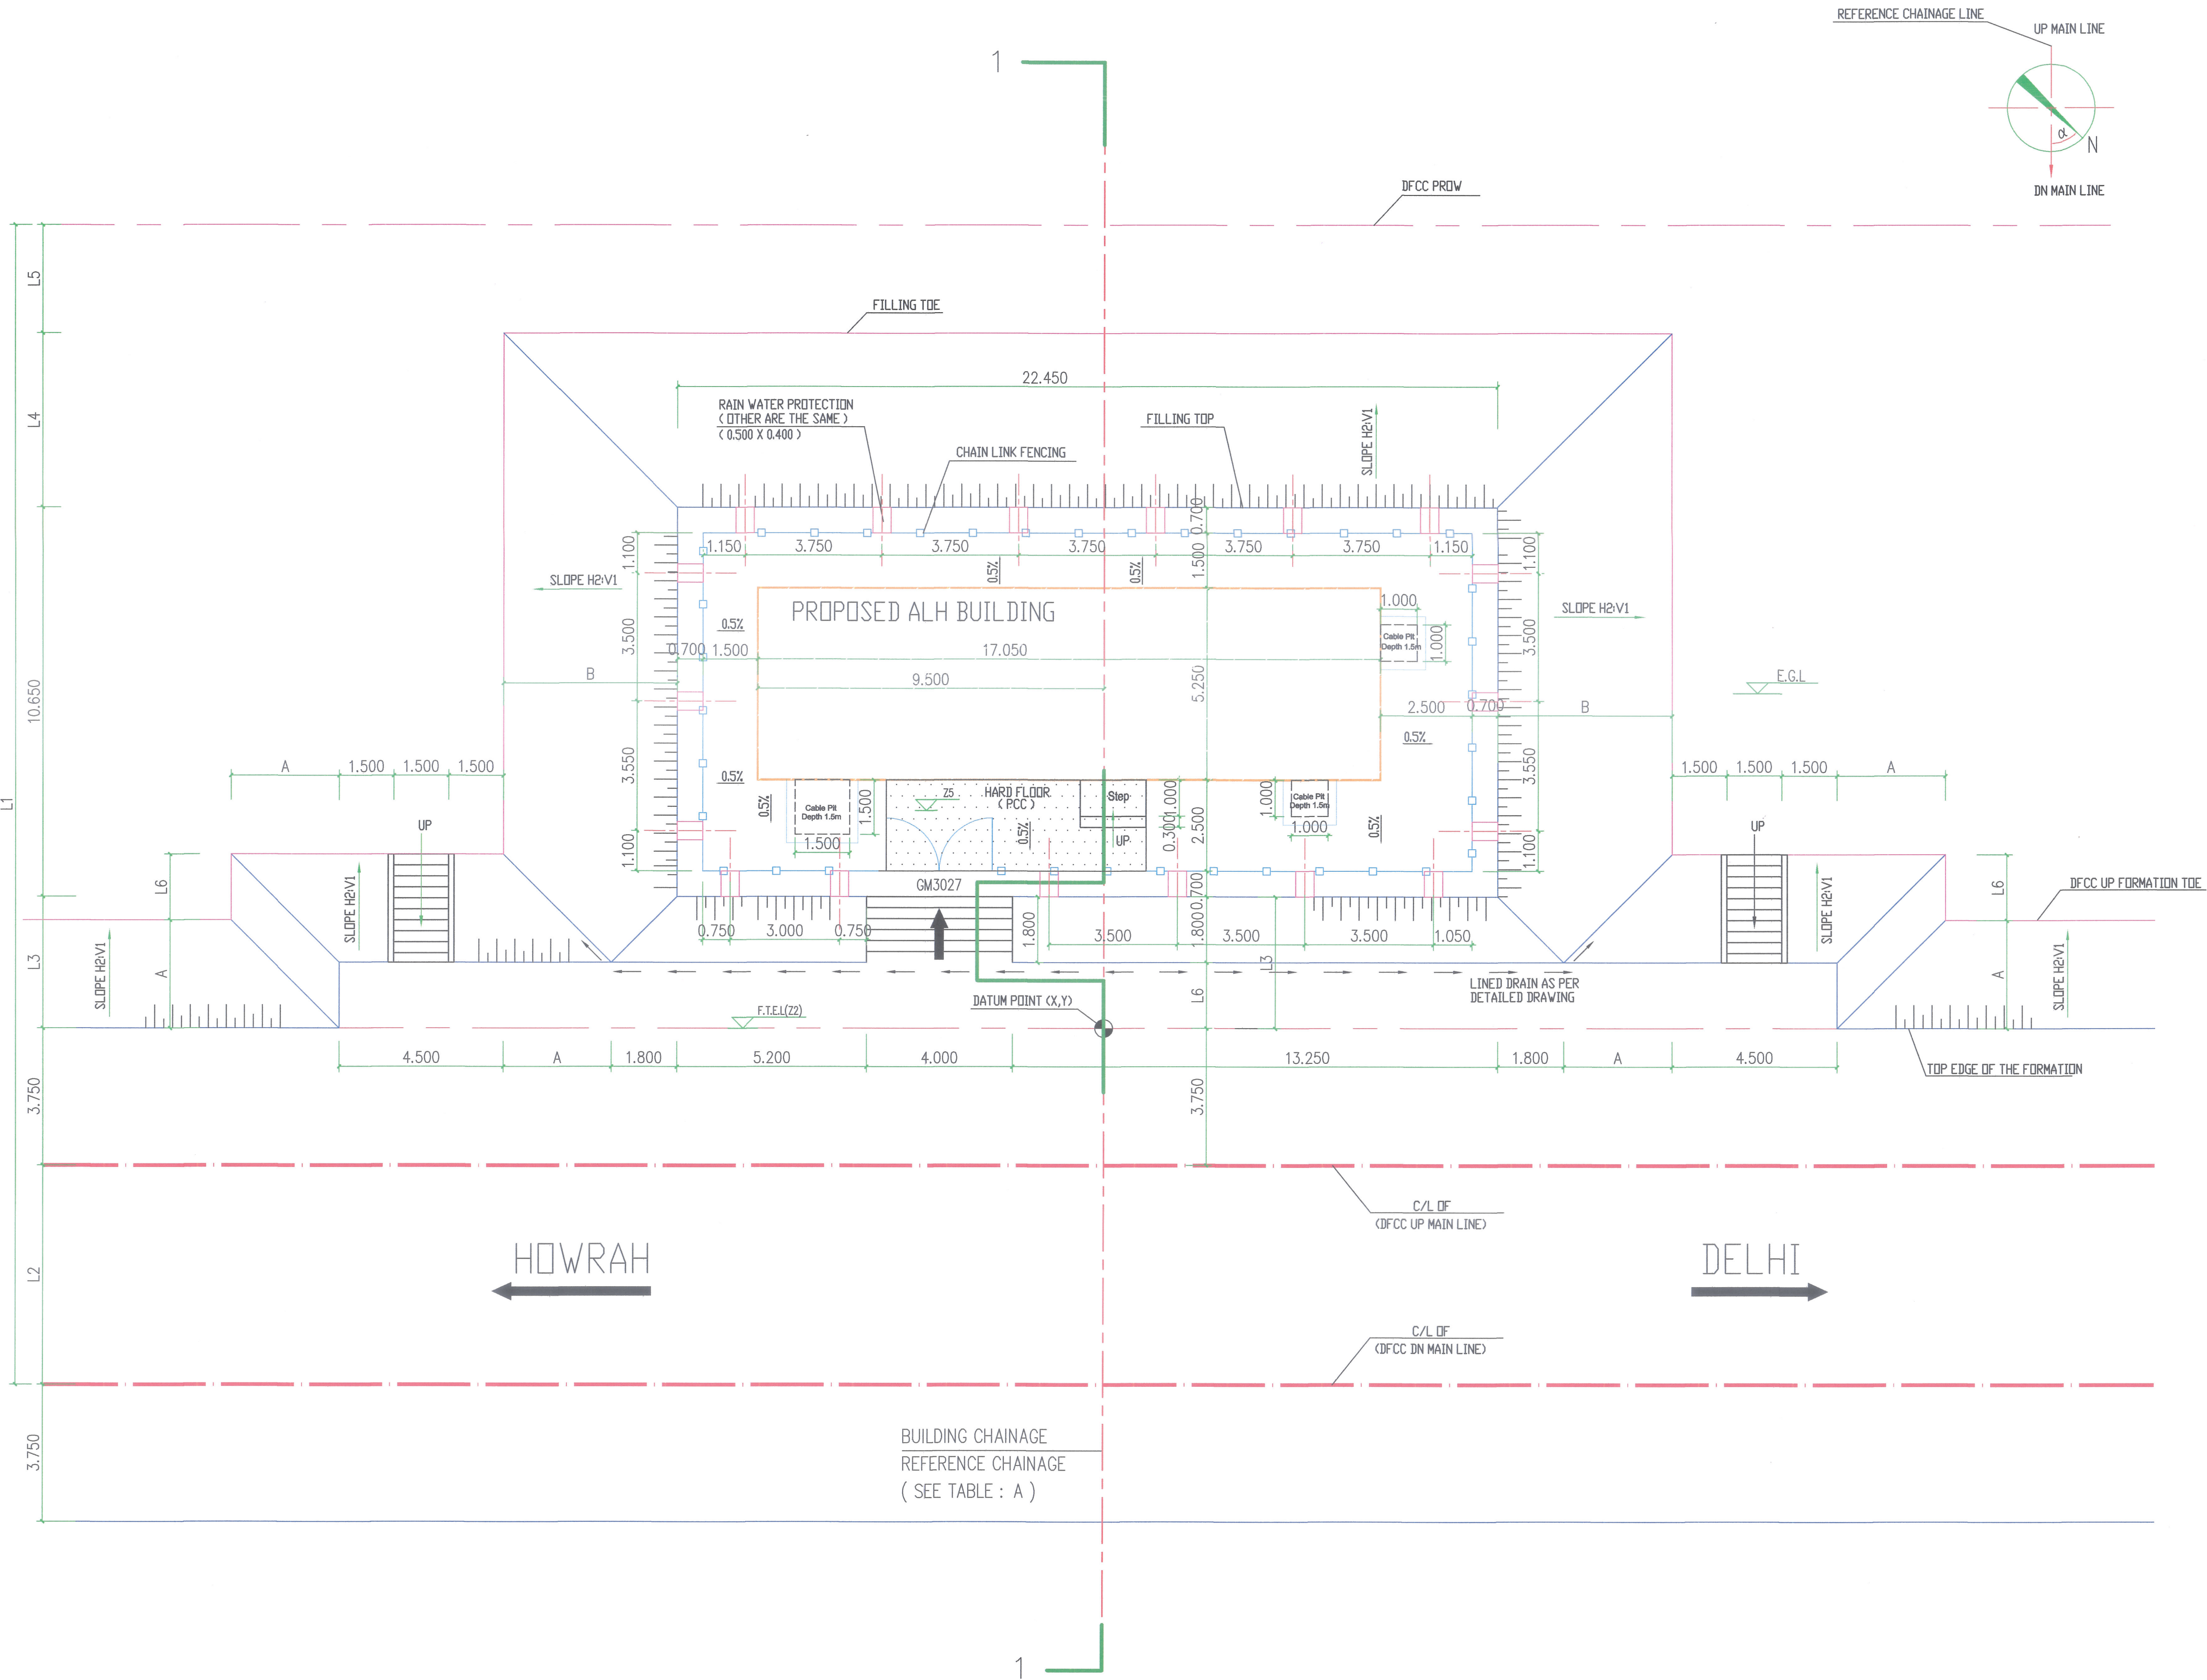 REFERENCE CHAINAGE LINE
UP MAIN LINE
1
α
N
DN MAIN LINE
DFCC PROW
L5
FILLING TOE
22.450
RAIN WATER PROTECTION
( OTHER ARE THE SAME )
( 0.500 X 0.400 )
FILLING TOP
SLOPE H2:V1
L4
CHAIN LINK FENCING
0.700
1.150
3.750
3.750
3.750
3.750
3.750
1.150
1.100
1.500
1.100
0.5%
0.5%
SLOPE H2:V1
PROPOSED ALH BUILDING
1.000
SLOPE H2:V1
0.5%
3.500
Cable Pit
Depth 1.5m
1.000
3.500
0.700
1.500
17.050
B
9.500
5.250
E.G.L
10.650
2.500
0.700
B
0.5%
3.550
3.550
A
1.500
1.500
1.500
0.5%
1.500
1.500
1.500
A
L1
0.5%
Cable Pit
Depth 1.5m
1.500
Z5
HARD FLOOR
( PCC )
Step
1.000
1.000
Cable Pit
Depth 1.5m
UP
0.5%
0.300
2.500
1.000
0.5%
UP
1.500
UP
1.100
1.100
L6
GM3027
L6
DFCC UP FORMATION TOE
SLOPE H2:V1
0.700
SLOPE H2:V1
0.750
3.000
0.750
1.800
3.500
1.800
3.500
3.500
1.050
L3
SLOPE H2:V1
A
L3
A
SLOPE H2:V1
LINED DRAIN AS PER
DETAILED DRAWING
DATUM POINT (X,Y)
L6
F.T.E.L(Z2)
4.500
A
1.800
5.200
4.000
13.250
1.800
A
4.500
TOP EDGE OF THE FORMATION
3.750
3.750
C/L OF
(DFCC UP MAIN LINE)
HOWRAH
DELHI
L2
C/L OF
(DFCC DN MAIN LINE)
3.750
BUILDING CHAINAGE
REFERENCE CHAINAGE
( SEE TABLE : A )
1